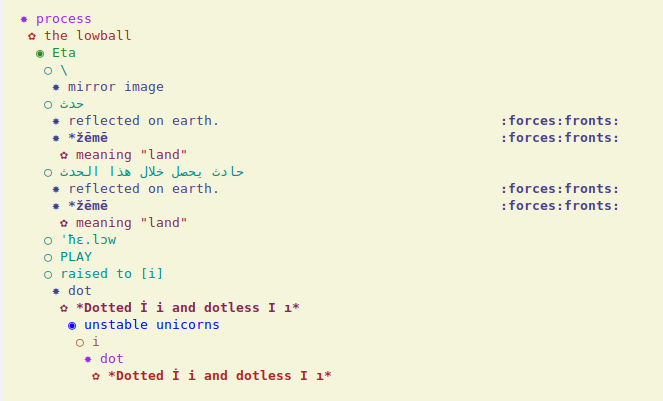 ✸ process
✿ the lowball
◉ Eta
○ \
✸ mirror image
○ حدث
✸ reflected on earth. :forces:fronts:
✸ *žēmē :forces:fronts:
✿ meaning "land"
○ حادث يحصل خلال هذا الحدث
✸ reflected on earth. :forces:fronts:
✸ *žēmē :forces:fronts:
✿ meaning "land"
○ ˈħɛ.lɔw
○ PLAY
○ raised to [i]
✸ dot
✿ *Dotted İ i and dotless I ı*
◉ unstable unicorns
○ i
✸ dot
✿ *Dotted İ i and dotless I ı*